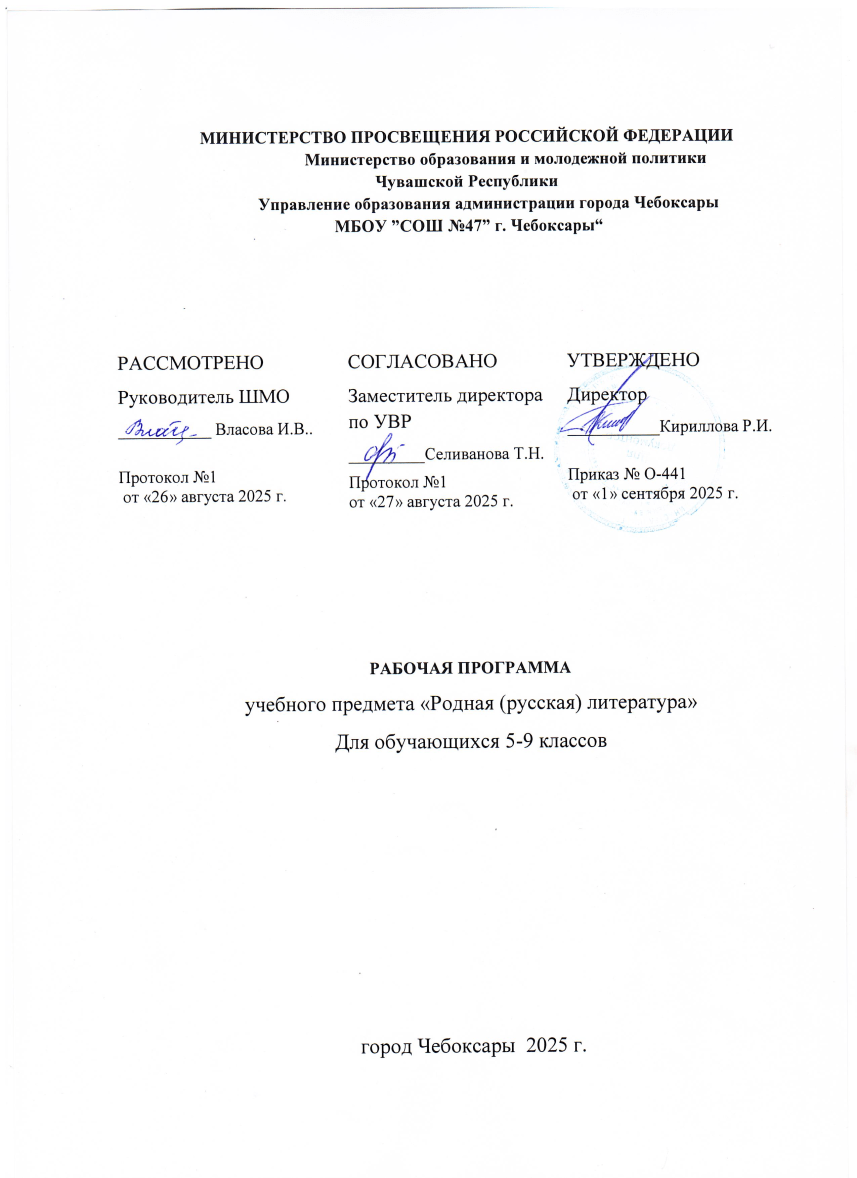 МИНИСТЕРСТВО ПРОСВЕЩЕНИЯ РОССИЙСКОЙ ФЕДЕРАЦИИ
Министерство образования и молодежной политики
Чувашской Республики
Управление образования администрации города Чебоксары
МБОУ ”СОШ №47” г. Чебоксары“
РАССМОТРЕНО
Руководитель ШМО
__________ Власова И.В..
Протокол №1
от «26» августа 2025 г.
СОГЛАСОВАНО
Заместитель директора
по УВР
________Селиванова Т.Н.
Протокол №1
от «27» августа 2025 г.
УТВЕРЖДЕНО
Директор
__________Кириллова Р.И.
Приказ № О-441
от «1» сентября 2025 г.
РАБОЧАЯ ПРОГРАММА
учебного предмета «Родная (русская) литература»
Для обучающихся 5-9 классов
город Чебоксары 2025 г.